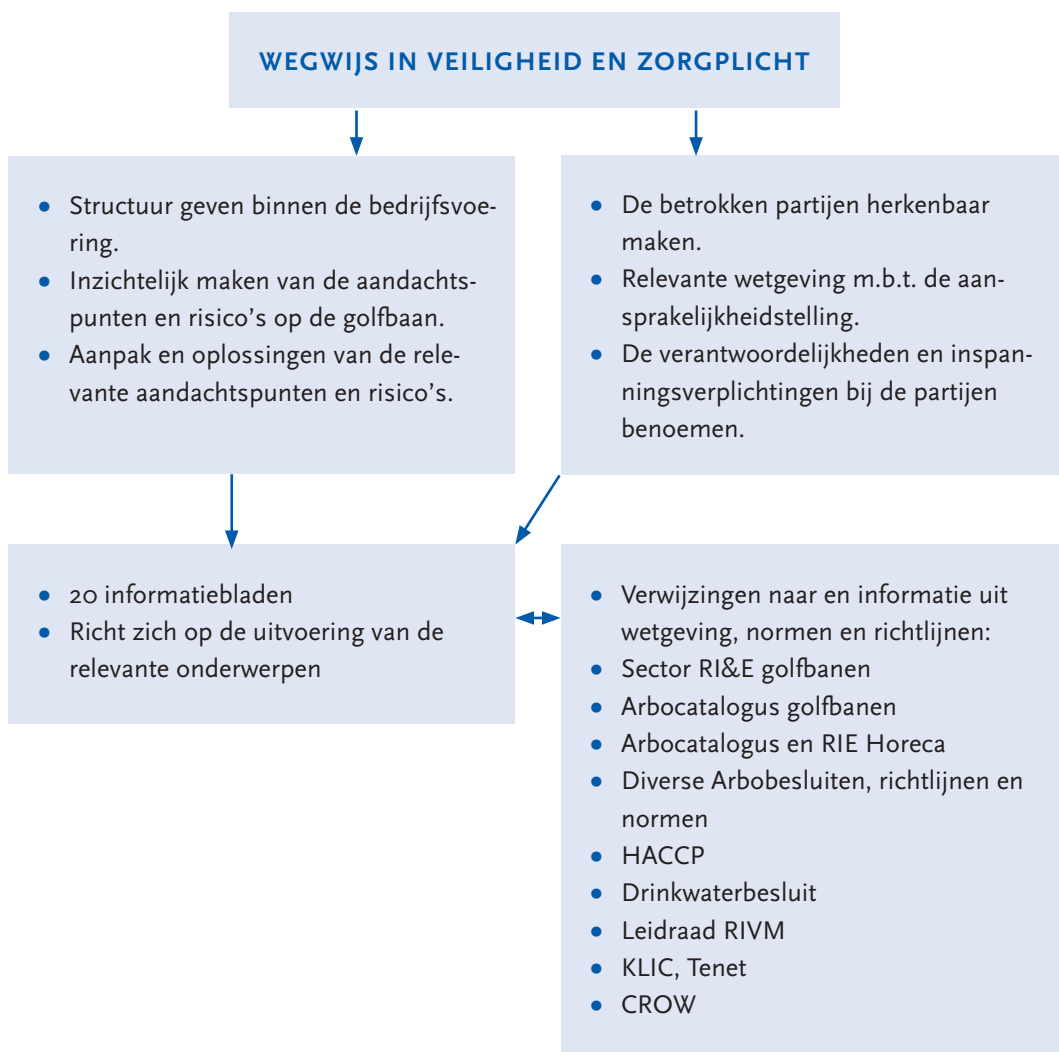 WEGWIJS IN VEILIGHEID EN ZORGPLICHT
• Structuur geven binnen de bedrijfsvoe-
ring.
• Inzichtelijk maken van de aandachts-
punten en risico's op de golfbaan.
• Aanpak en oplossingen van de rele-
vante aandachtspunten en risico's.
• De betrokken partijen herkenbaar
maken.
• Relevante wetgeving m.b.t. de aan-
sprakelijkheidstelling.
• De verantwoordelijkheden en inspan-
ningsverplichtingen bij de partijen
benoemen.
• 20 informatiebladen
• Richt zich op de uitvoering van de
relevante onderwerpen
• Verwijzingen naar en informatie uit
wetgeving, normen en richtlijnen:
• Sector RI&E golfbanen
• Arbocatalogus golfbanen
• Arbocatalogus en RIE Horeca
• Diverse Arbobesluiten, richtlijnen en
normen
• HACCP
• Drinkwaterbesluit
• Leidraad RIVM
• KLIC, Tenet
• CROW